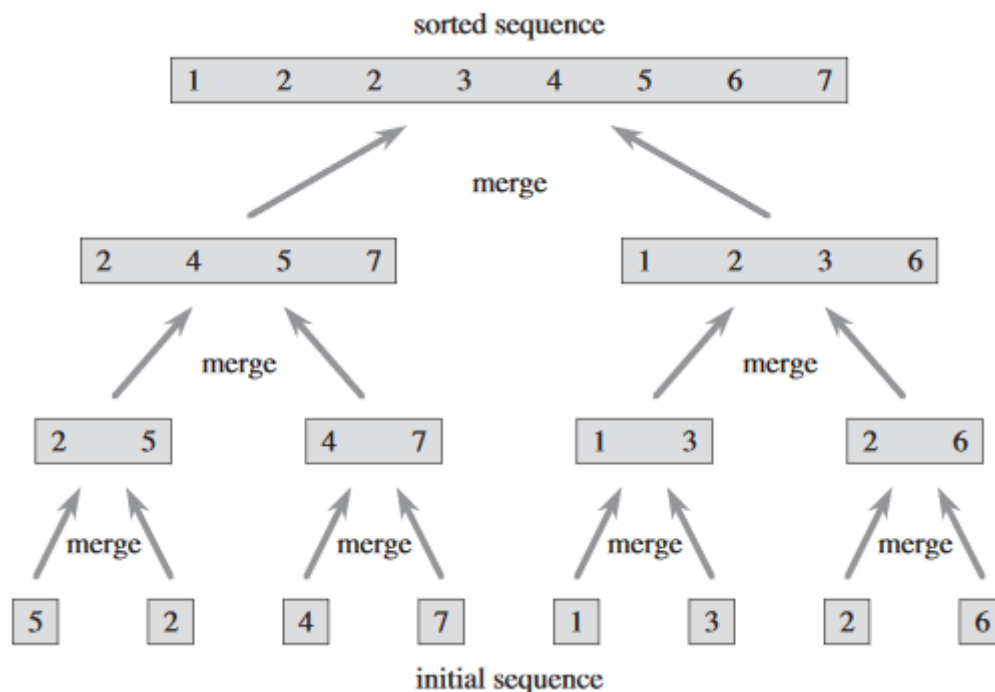 sorted sequence
1 2 2 3 4 5 6 7
merge
2 4 5 7 1 2 3 6
merge merge
2 5 4 7 1 3 2 6
merge merge merge merge
5 2 4 7 1 3 2 6
initial sequence